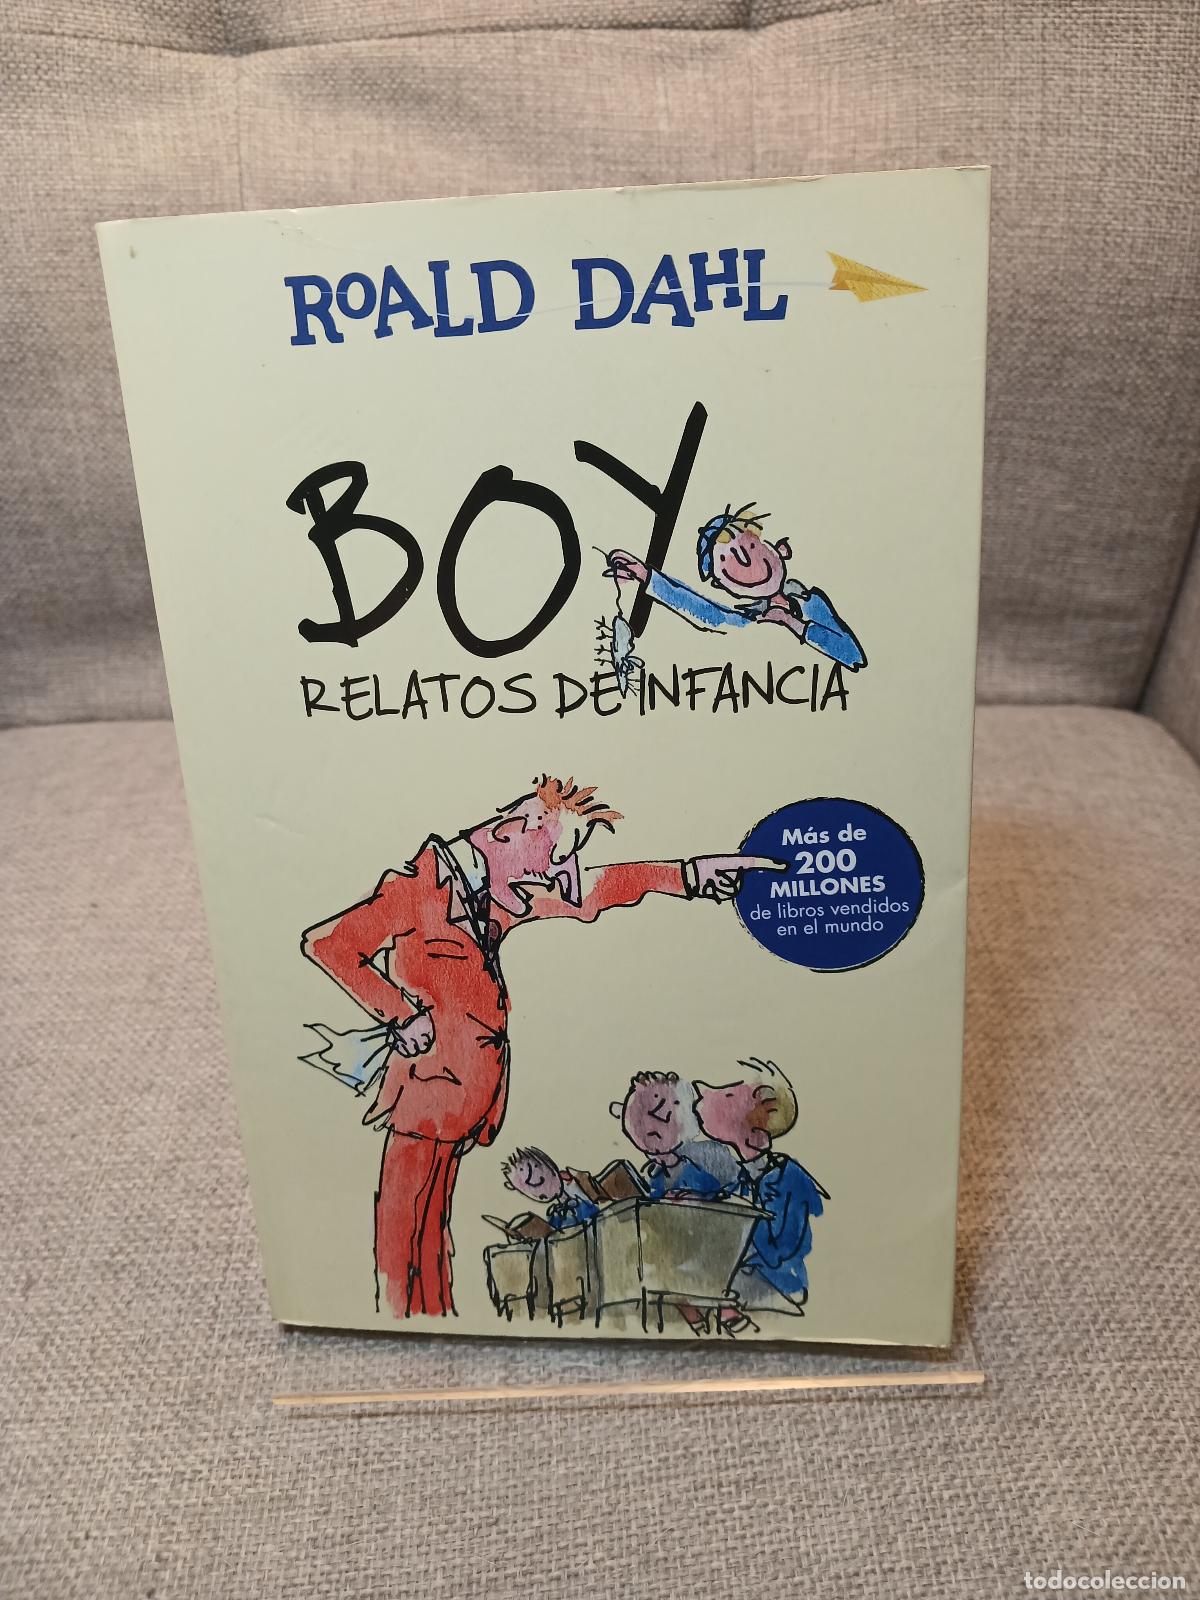 ROALD DAHL
BOY
RELATOS DE INFANCIA
Más de
200
MILLONES
de libros vendidos
en el mundo
todocoleccion